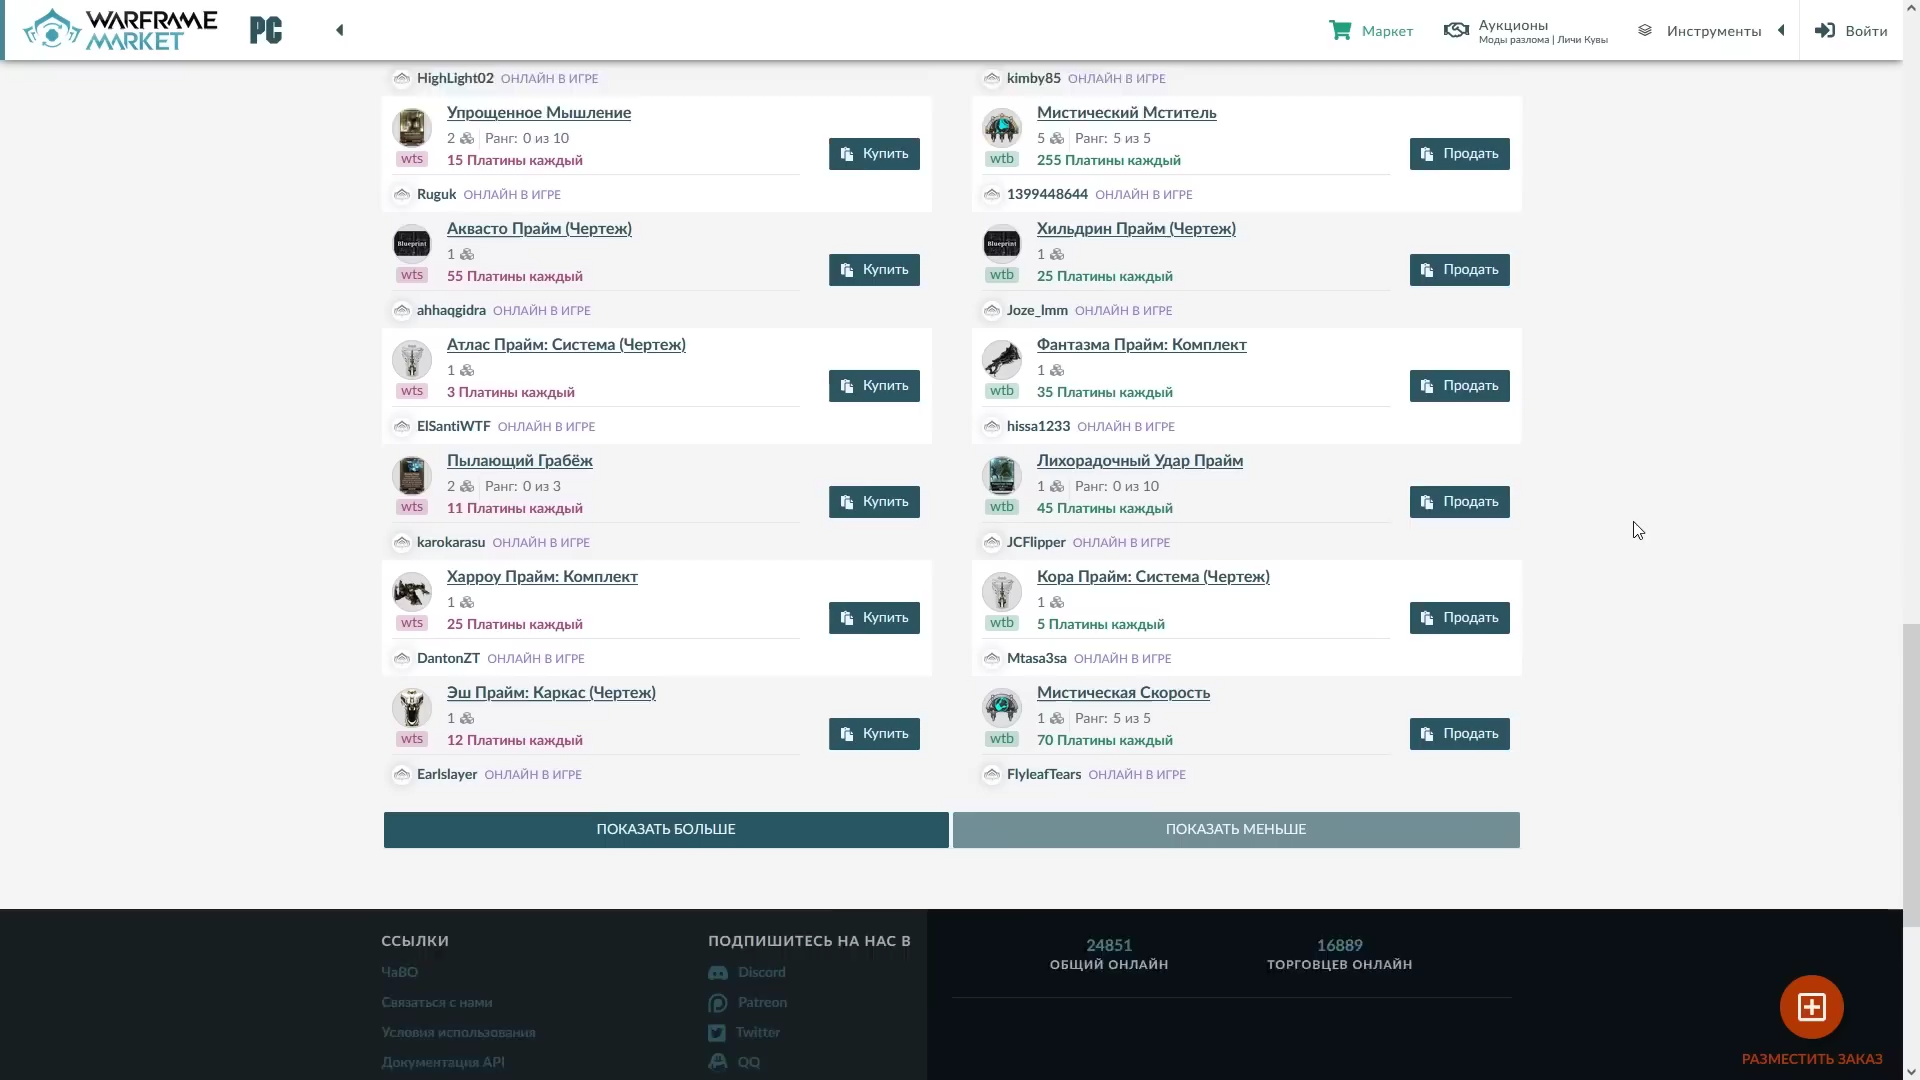 WARFRAME
MARKET
PC
Маркет
Аукционы
Моды разлома | Личи Кувы
Инструменты
Войти
HighLight02 ОНЛАЙН В ИГРЕ
Упрощенное Мышление
2 Ранг: 0 из 10
wts 15 Платины каждый
Купить
Ruguk ОНЛАЙН В ИГРЕ
Аквасто Прайм (Чертеж)
Blueprint
1
wts 55 Платины каждый
Купить
ahhaqgidra ОНЛАЙН В ИГРЕ
Атлас Прайм: Система (Чертеж)
1
wts 3 Платины каждый
Купить
ElSantiWTF ОНЛАЙН В ИГРЕ
Пылающий Грабёж
2 Ранг: 0 из 3
wts 11 Платины каждый
Купить
karokarasu ОНЛАЙН В ИГРЕ
Харроу Прайм: Комплект
1
wts 25 Платины каждый
Купить
DantonZT ОНЛАЙН В ИГРЕ
Эш Прайм: Каркас (Чертеж)
1
wts 12 Платины каждый
Купить
Earlslayer ОНЛАЙН В ИГРЕ
kimby85 ОНЛАЙН В ИГРЕ
Мистический Мститель
5 Ранг: 5 из 5
wtb 255 Платины каждый
Продать
1399448644 ОНЛАЙН В ИГРЕ
Хильдрин Прайм (Чертеж)
Blueprint
1
wtb 25 Платины каждый
Продать
Joze_lmm ОНЛАЙН В ИГРЕ
Фантазма Прайм: Комплект
1
wtb 35 Платины каждый
Продать
hissa1233 ОНЛАЙН В ИГРЕ
Лихорадочный Удар Прайм
1 Ранг: 0 из 10
wtb 45 Платины каждый
Продать
JCFlipper ОНЛАЙН В ИГРЕ
Кора Прайм: Система (Чертеж)
1
wtb 5 Платины каждый
Продать
Mtasa3sa ОНЛАЙН В ИГРЕ
Мистическая Скорость
1 Ранг: 5 из 5
wtb 70 Платины каждый
Продать
FlyleafTears ОНЛАЙН В ИГРЕ
ПОКАЗАТЬ БОЛЬШЕ
ПОКАЗАТЬ МЕНЬШЕ
ССЫЛКИ
ЧаВО
Связаться с нами
Условия использования
Документация API
ПОДПИШИТЕСЬ НА НАС В
Discord
Patreon
Twitter
QQ
24851
ОБЩИЙ ОНЛАЙН
16889
ТОРГОВЦЕВ ОНЛАЙН
РАЗМЕСТИТЬ ЗАКАЗ